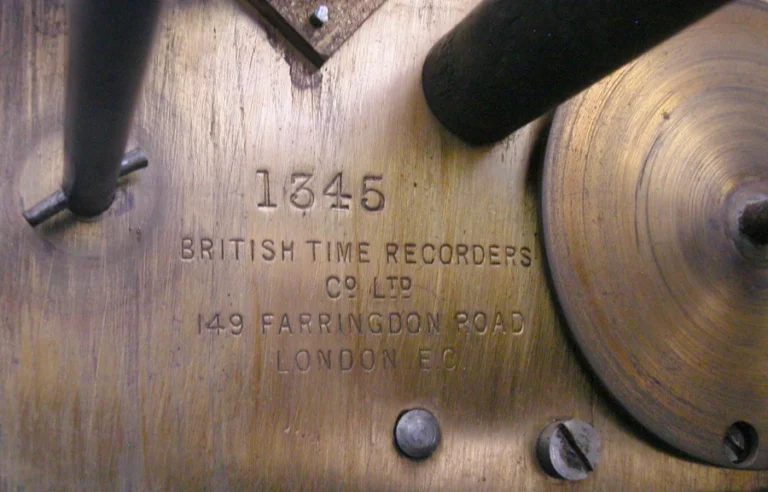 1345
BRITISH TIME RECORDERS
Cº LTD
149 FARRINGDON ROAD
LONDON E.C.